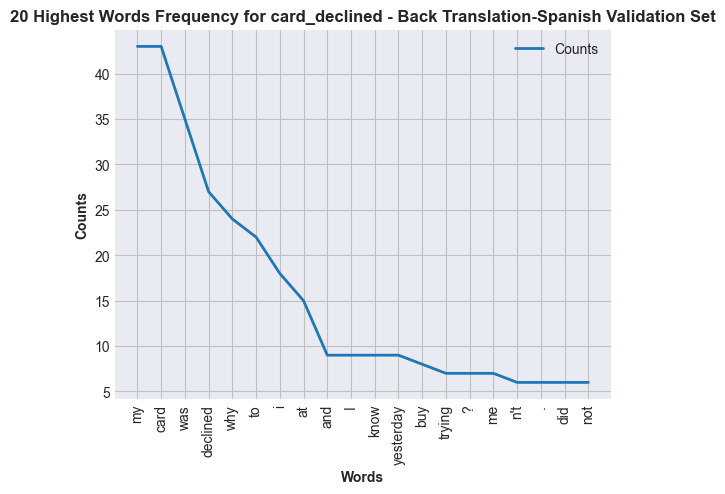 20 Highest Words Frequency for card_declined - Back Translation-Spanish Validation Set
Counts
40
35
30
25
20
15
10
5
Counts
my
card
was
declined
why
to
i
at
and
I
know
yesterday
buy
trying
?
me
n't
.
did
not
Words